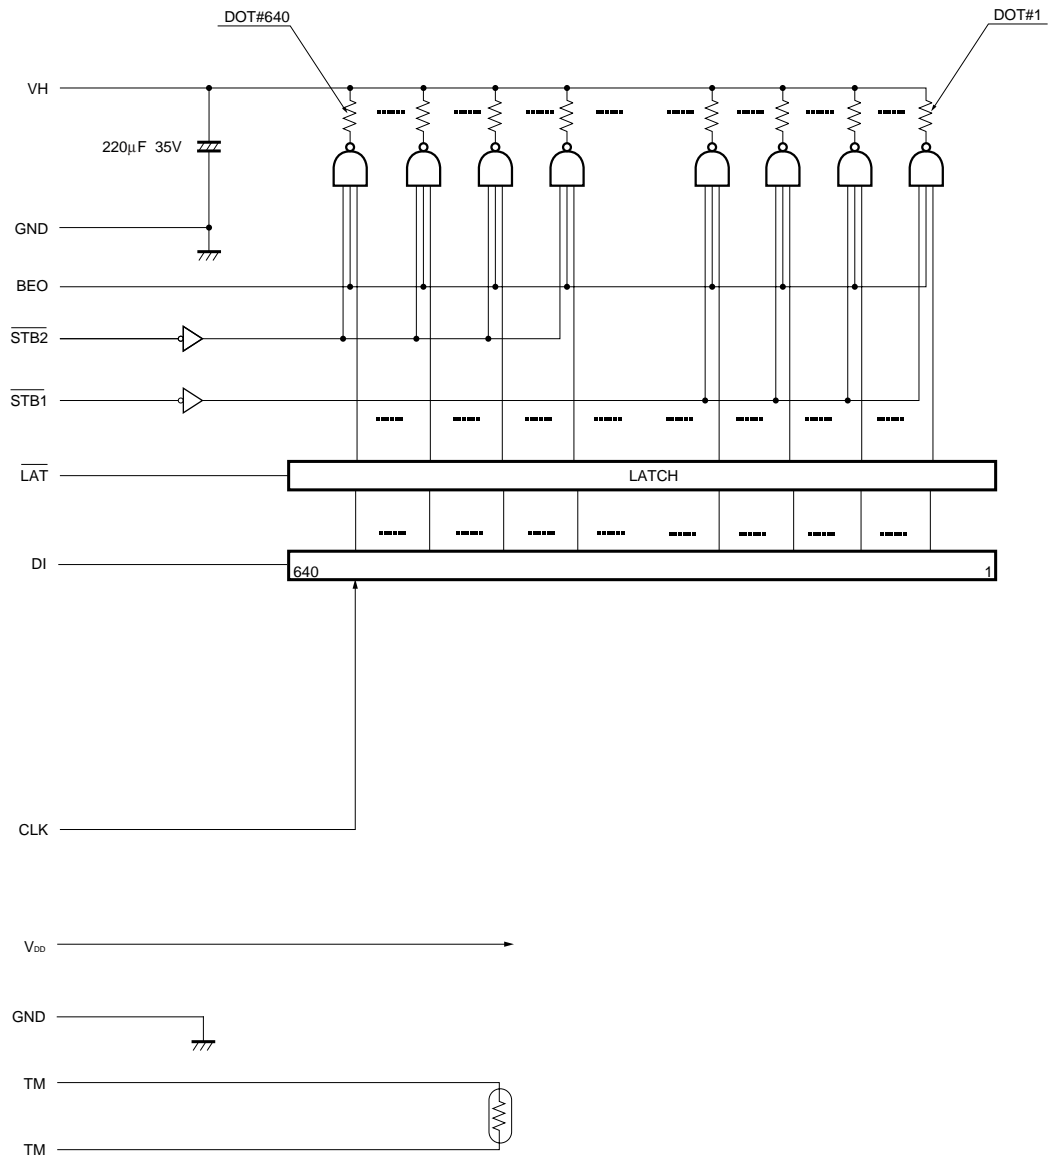 DOT#640
DOT#1
VH
220μF 35V
GND
BEO
STB2
STB1
LAT
LATCH
DI
640
1
CLK
VDD
GND
TM
TM